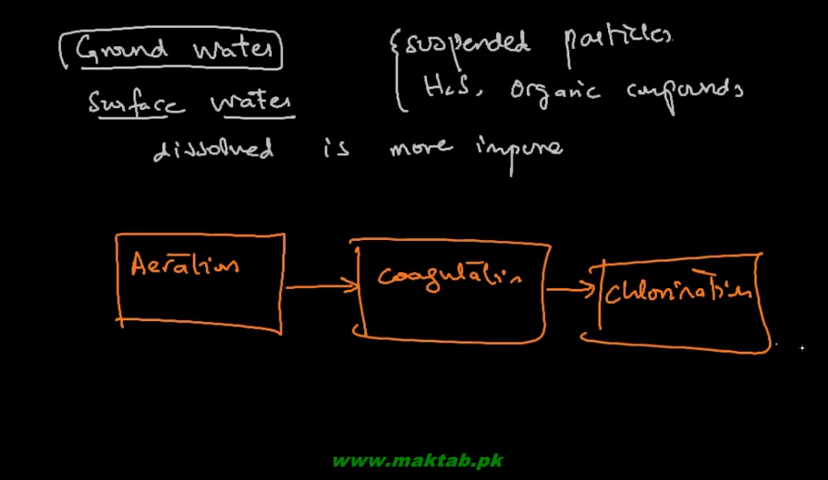 Ground water
{suspended particles
H2S, organic compounds
Surface water
dissolved is more impure
Aeration
Coagulation
Chlorination
www.maktab.pk